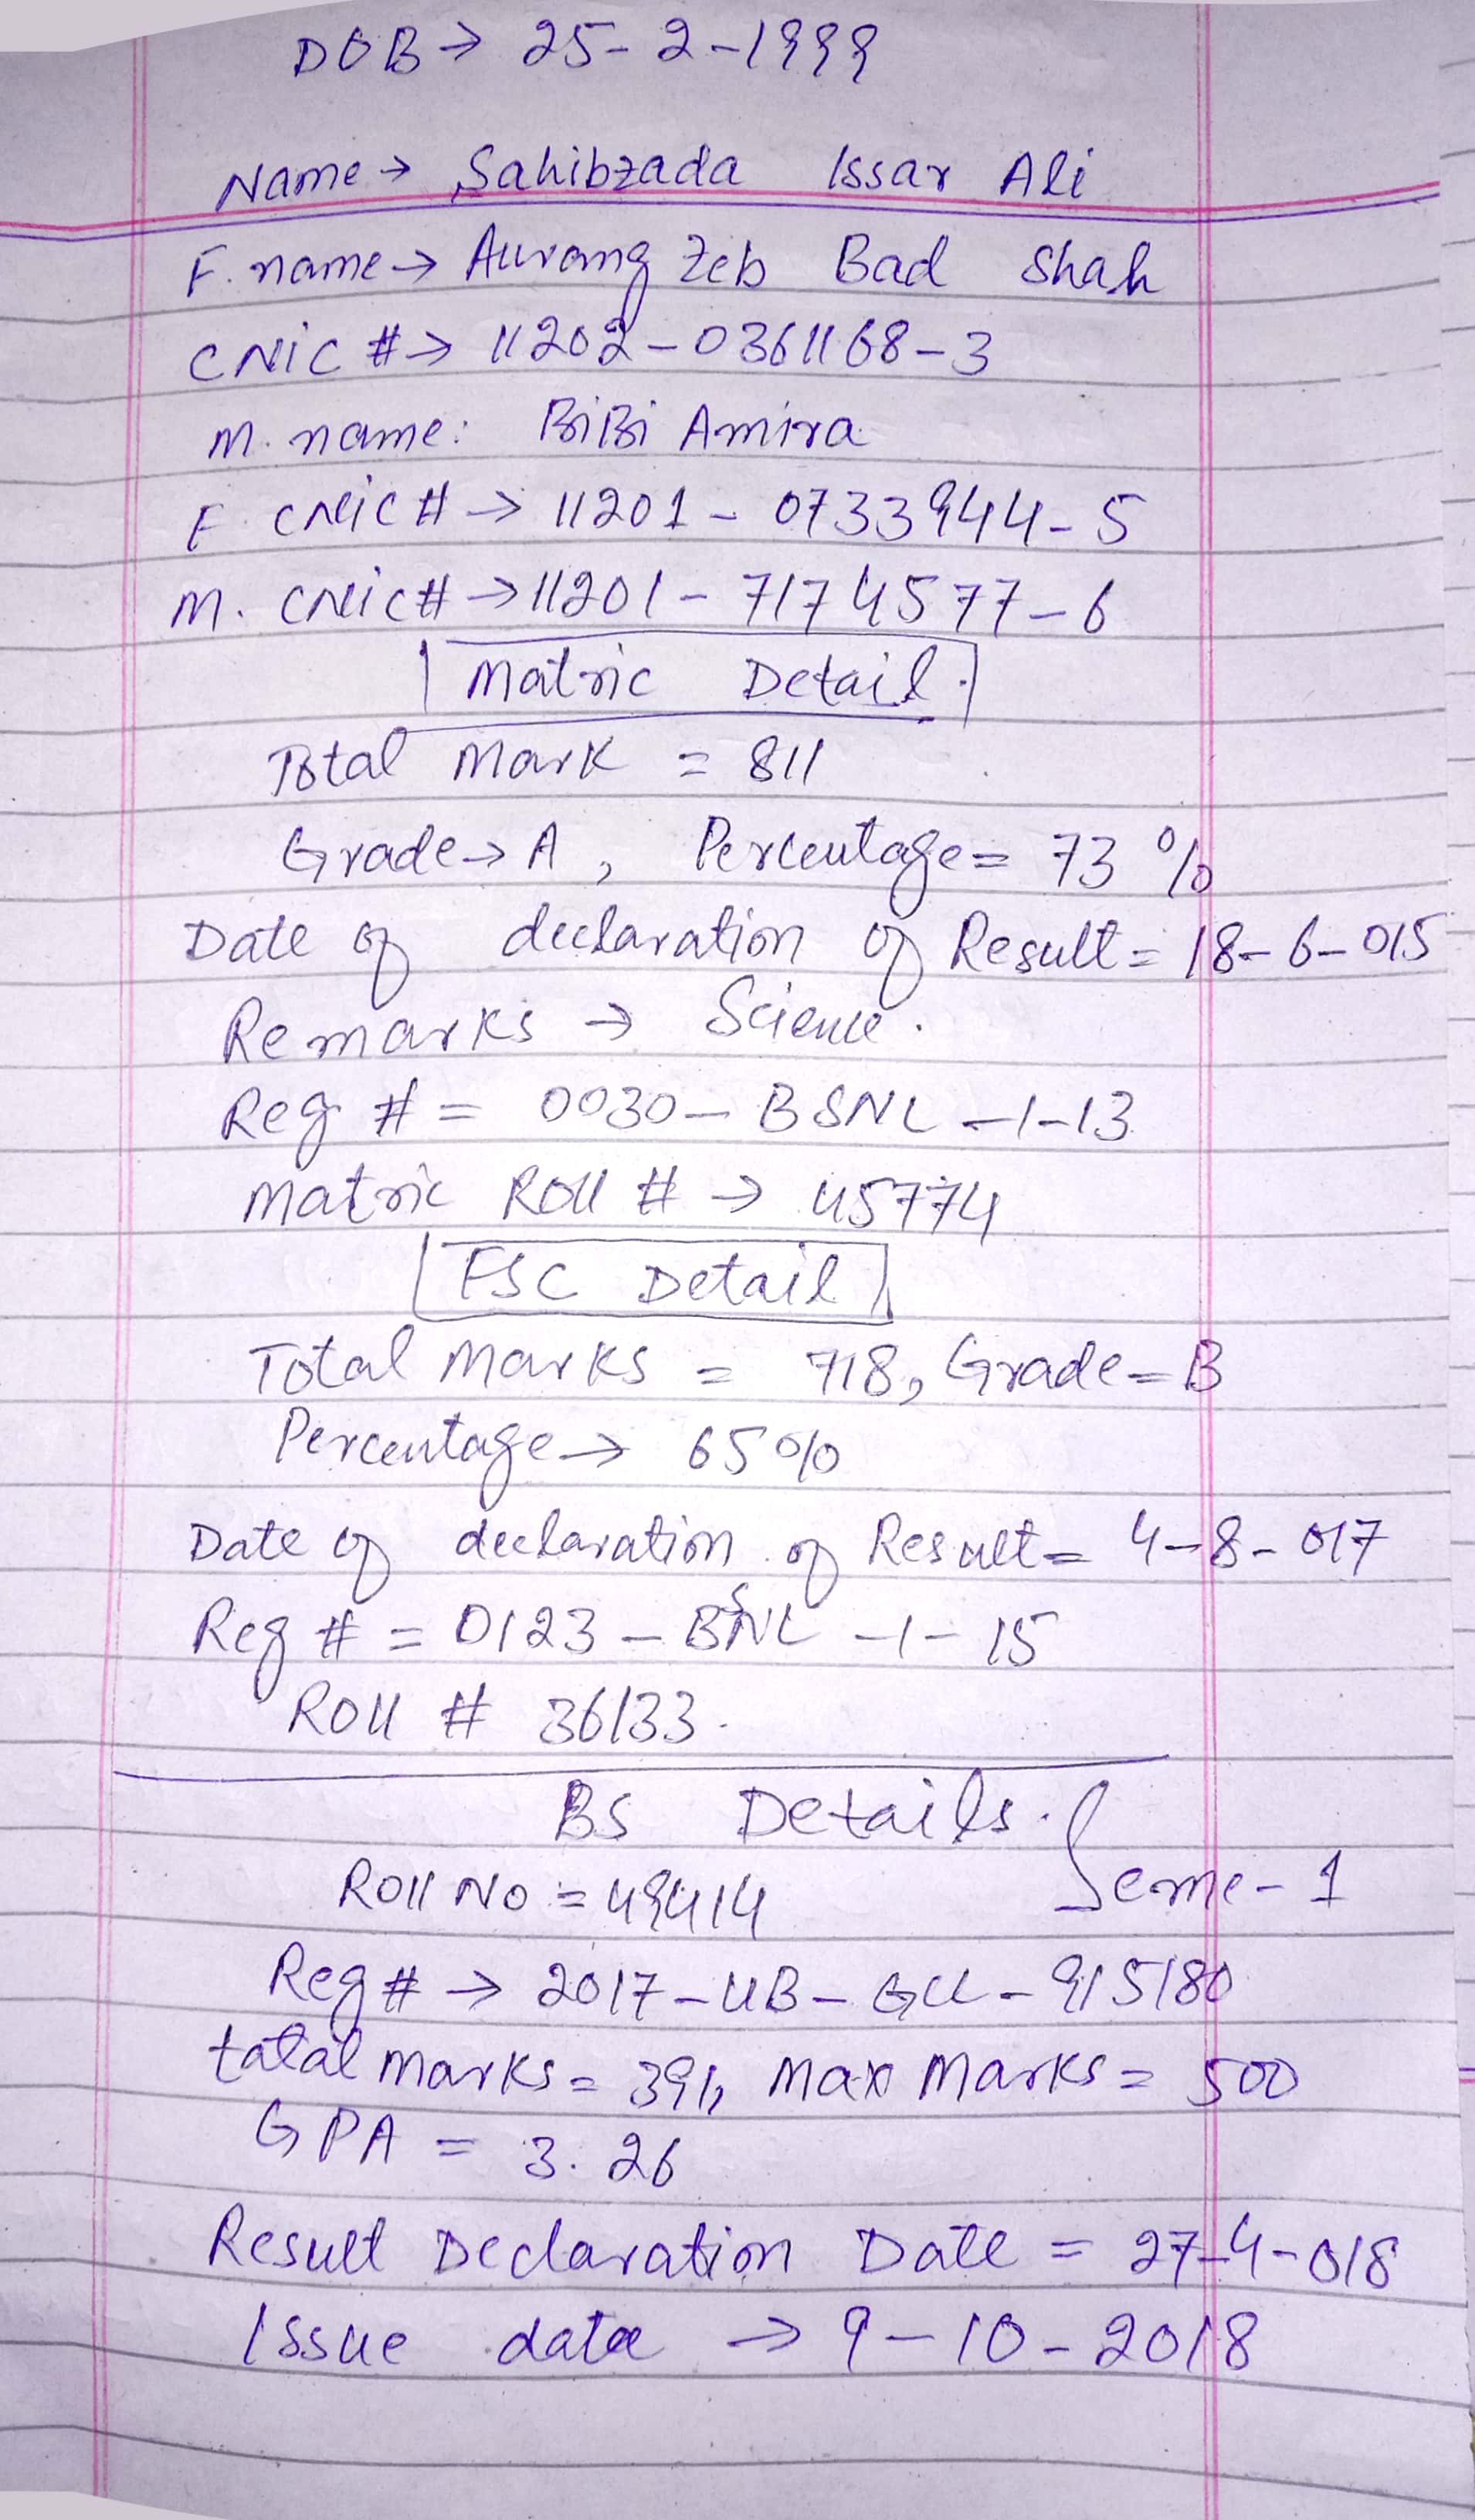 DOB → 25-2-1999
Name → Sahibzada Issar Ali
F. name → Aurang Zeb Bad Shah
CNIC # → 11202-0361168-3
M. name: BiBi Amira
F CNIC # → 11201-0733944-5
M. CNIC # → 11201-7174577-6
Matric Detail.
Total Mark = 811
Grade → A, Percentage = 73 %
Date of declaration of Result = 18-6-015
Remarks → Science.
Reg # = 0030-BSNL-1-13
Matric Roll # → 45774
FSC Detail
Total Marks = 718, Grade = B
Percentage → 65%
Date of declaration of Result = 4-8-017
Reg # = 0123-BSNL-1-15
Roll # 36133.
BS Details.
Roll No = 49414 Seme-1
Reg # → 2017-UB-GU-915180
tatal marks = 391, Max Marks = 500
GPA = 3.26
Result Declaration Date = 27-4-018
Issue date → 9-10-2018